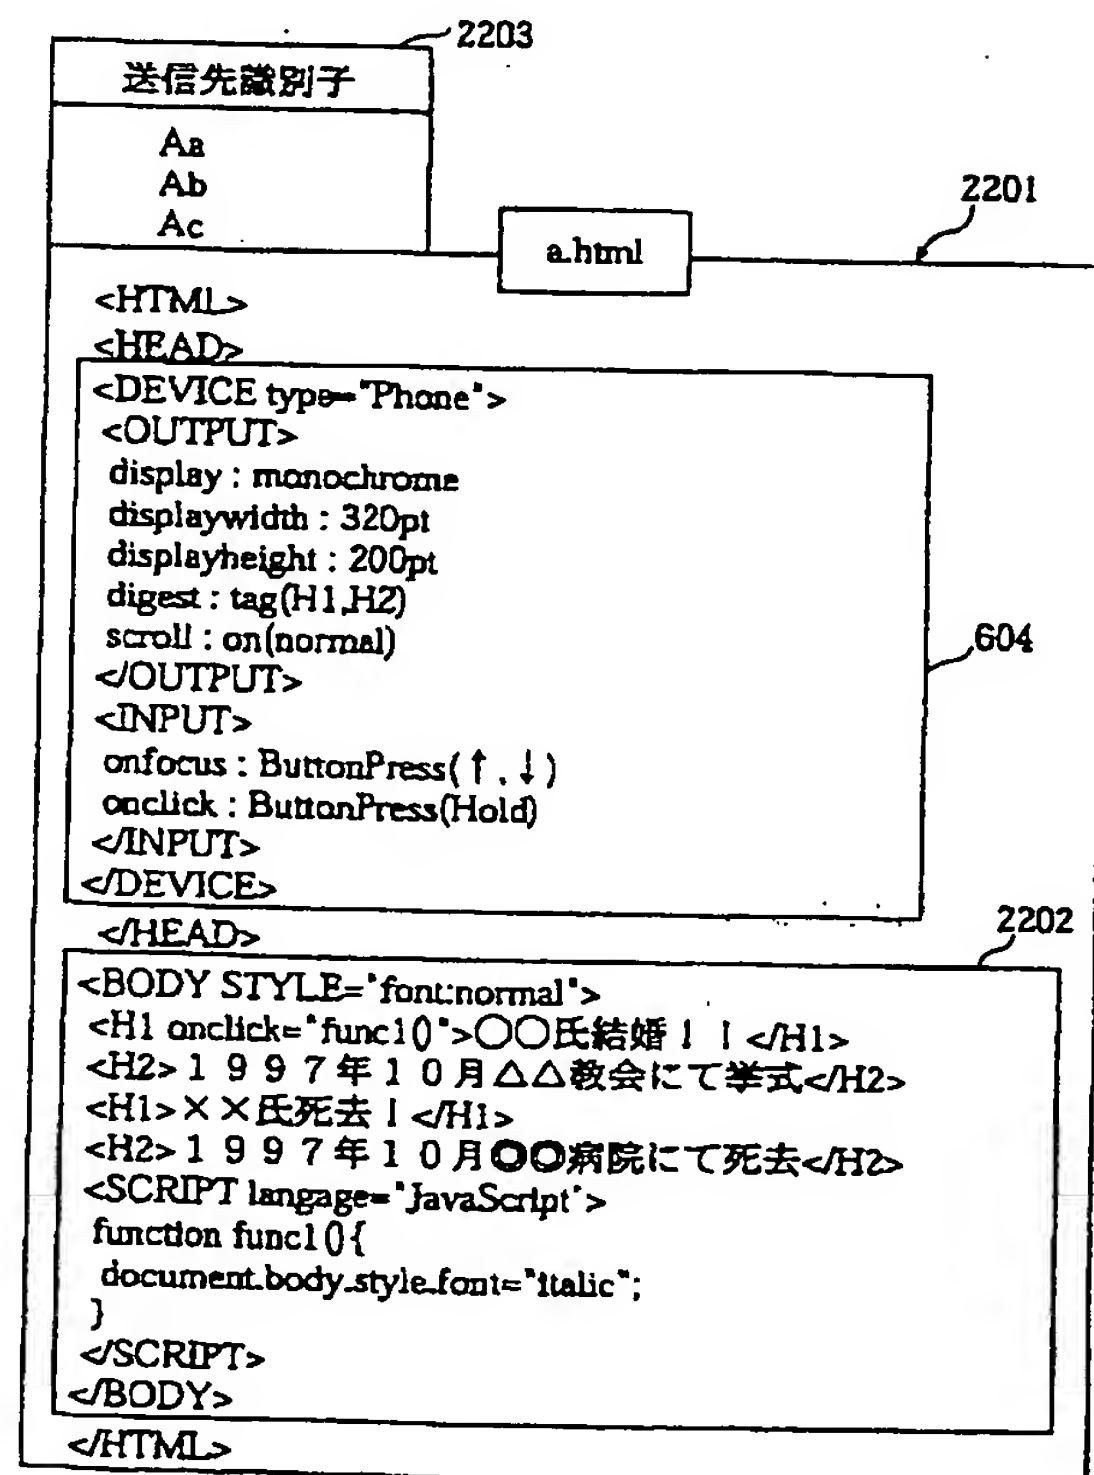 2203
送信先識別子
Aa
Ab
Ac
2201
a.html
<HTML>
<HEAD>
<DEVICE type="Phone">
<OUTPUT>
display : monochrome
displaywidth : 320pt
displayheight : 200pt
digest : tag(H1,H2)
scroll : on(normal)
</OUTPUT>
604
<INPUT>
onfocus : ButtonPress(↑,↓)
onclick : ButtonPress(Hold)
</INPUT>
</DEVICE>
</HEAD>
2202
<BODY STYLE="font:normal">
<H1 onclick="func1()">〇〇氏結婚！！</H1>
<H2>１９９７年１０月△△教会にて挙式</H2>
<H1>××氏死去！</H1>
<H2>１９９７年１０月〇〇病院にて死去</H2>
<SCRIPT langage="JavaScript">
function func1(){
document.body.style.font="italic";
}
</SCRIPT>
</BODY>
</HTML>